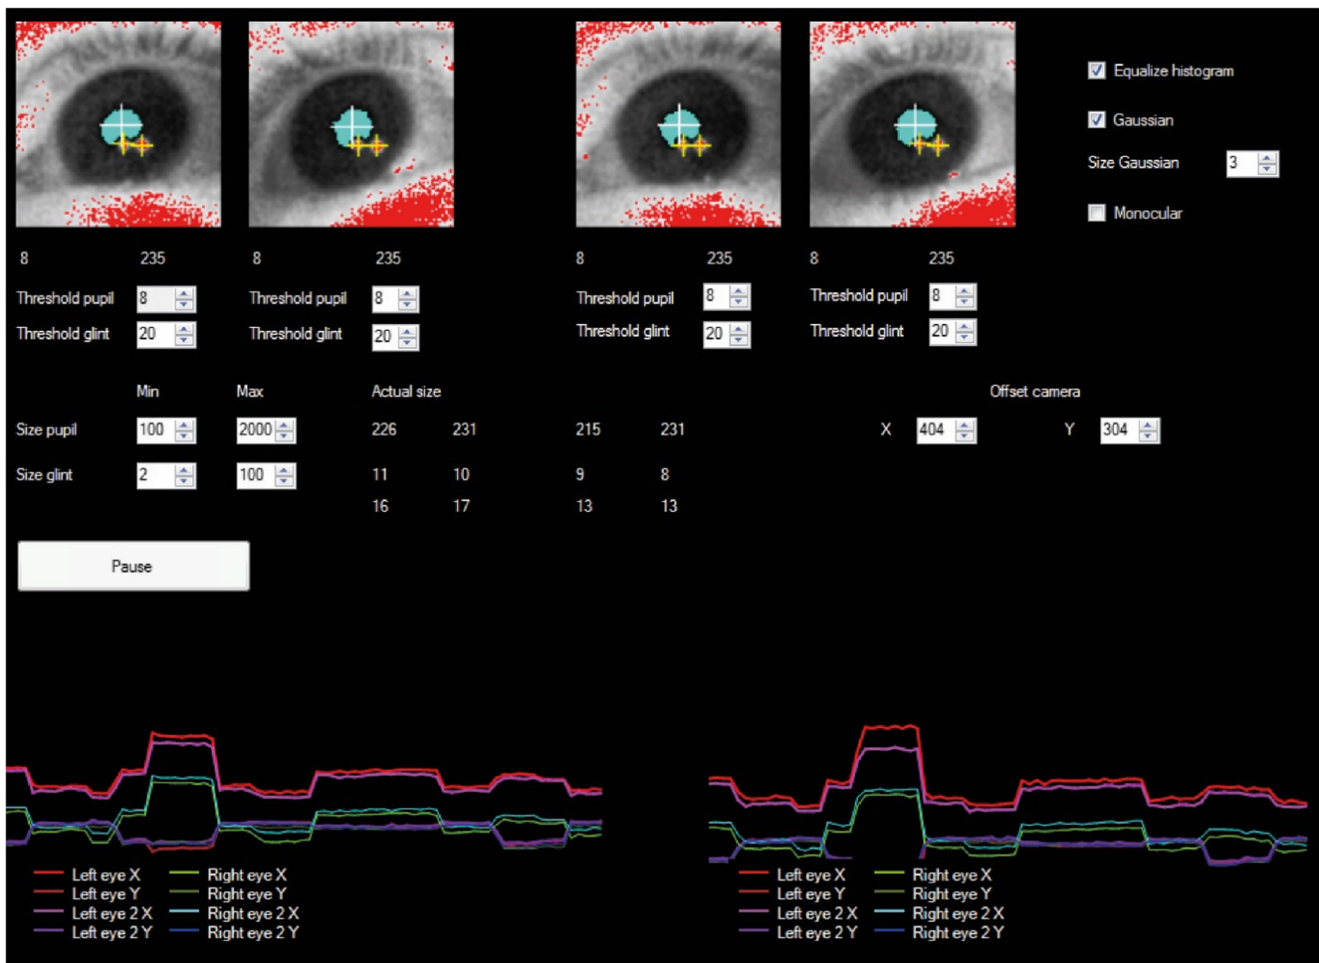 Equalize histogram
Gaussian
Size Gaussian 3
Monocular
8 235 8 235 8 235 8 235
Threshold pupil 8 Threshold pupil 8 Threshold pupil 8 Threshold pupil 8
Threshold glint 20 Threshold glint 20 Threshold glint 20 Threshold glint 20
Min Max Actual size Offset camera
Size pupil 100 2000 226 231 215 231 X 404 Y 304
Size glint 2 100 11 10 9 8
16 17 13 13
Pause
Left eye X Right eye X Left eye X Right eye X
Left eye Y Right eye Y Left eye Y Right eye Y
Left eye 2 X Right eye 2 X Left eye 2 X Right eye 2 X
Left eye 2 Y Right eye 2 Y Left eye 2 Y Right eye 2 Y